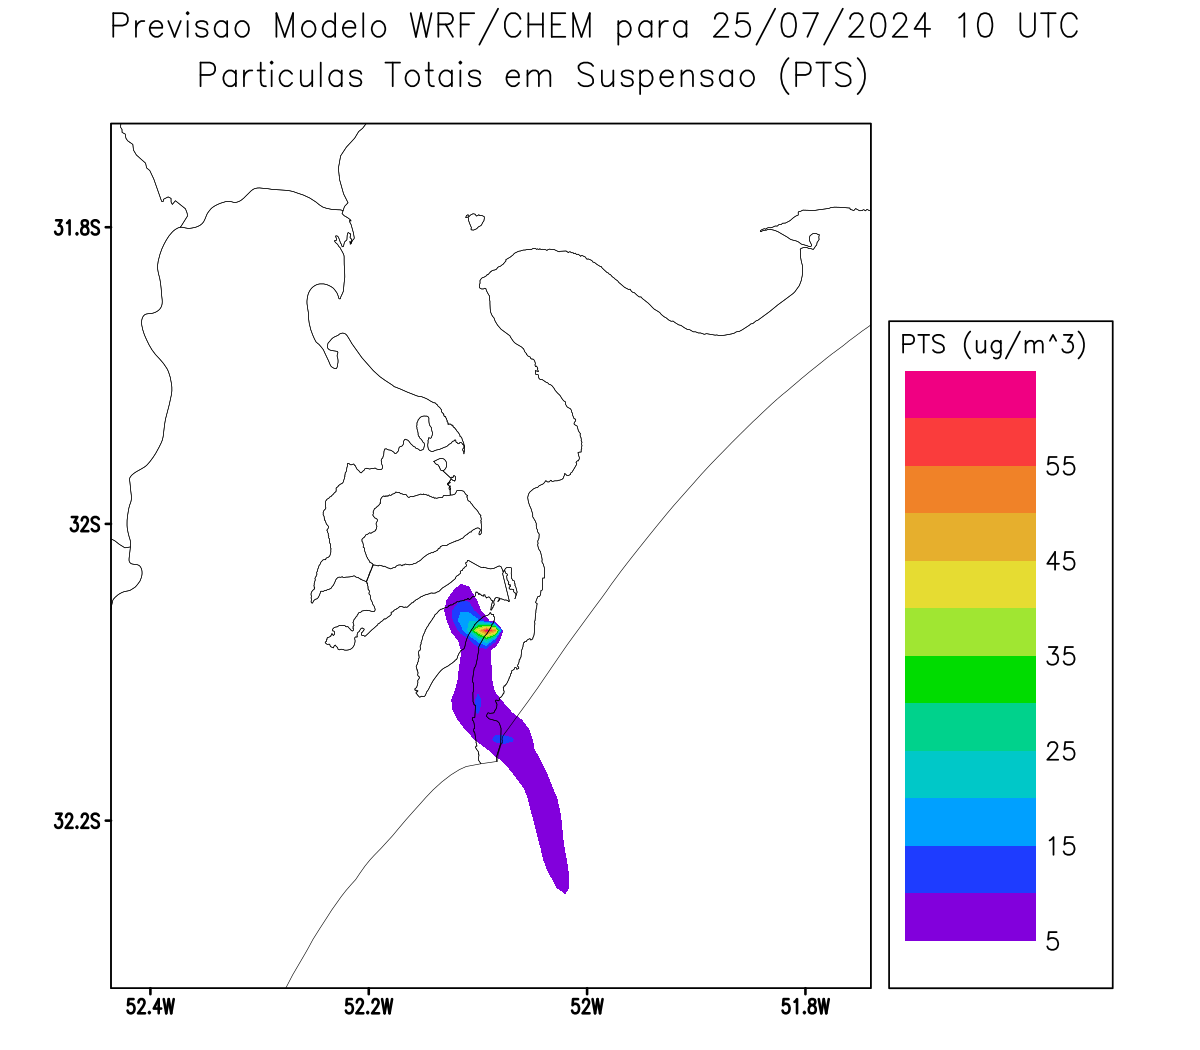 Previsao Modelo WRF/CHEM para 25/07/2024 10 UTC
Particulas Totais em Suspensao (PTS)
31.8S
32S
32.2S
52.4W
52.2W
52W
51.8W
PTS (ug/m^3)
55
45
35
25
15
5